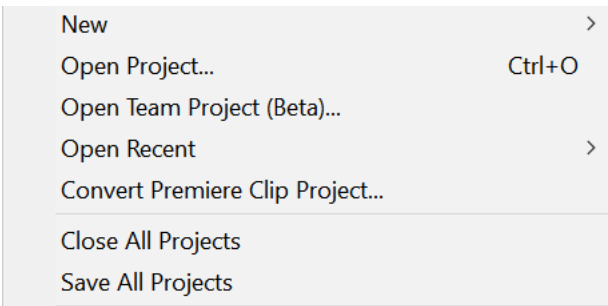 New
Open Project... Ctrl+O
Open Team Project (Beta)...
Open Recent
Convert Premiere Clip Project...
Close All Projects
Save All Projects